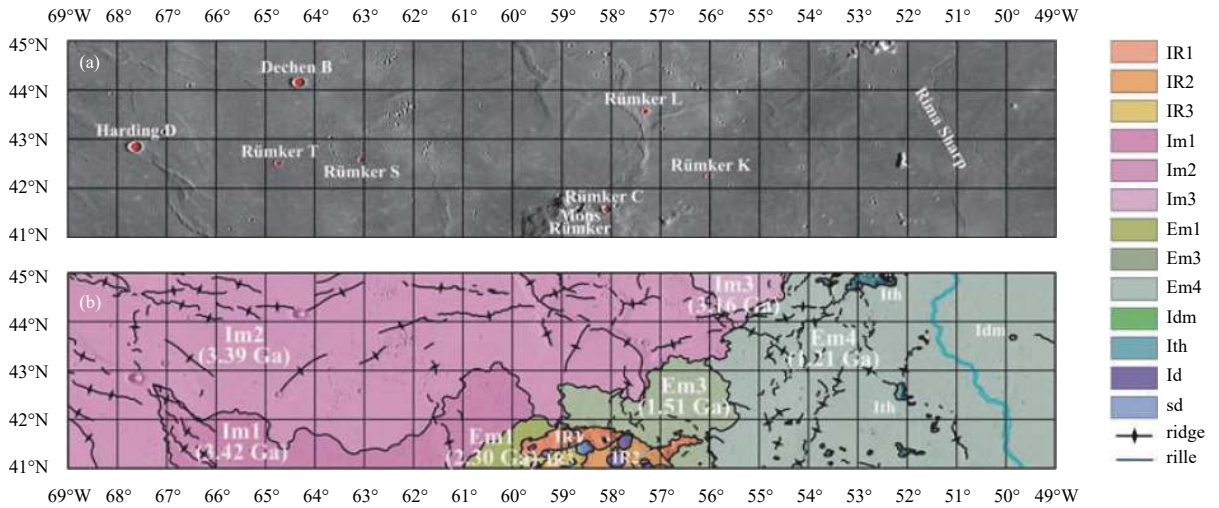 69°W 68° 67° 66° 65° 64° 63° 62° 61° 60° 59° 58° 57° 56° 55° 54° 53° 52° 51° 50° 49°W
45°N
44°N
43°N
42°N
41°N
(a)
Dechen B
Rümker L
Harding D
Rima Sharp
Rümker T
Rümker S
Rümker K
Rümker C
Mons
Rümker
45°N
44°N
43°N
42°N
41°N
(b)
Im3
(3.16 Ga)
Ith
Im2
(3.39 Ga)
Em4
(1.21 Ga)
Idm
Em3
(1.51 Ga)
Ith
Im1
(3.42 Ga)
Em1
(2.30 Ga)
IR1
IR3
IR2
69°W 68° 67° 66° 65° 64° 63° 62° 61° 60° 59° 58° 57° 56° 55° 54° 53° 52° 51° 50° 49°W
IR1
IR2
IR3
Im1
Im2
Im3
Em1
Em3
Em4
Idm
Ith
Id
sd
ridge
rille